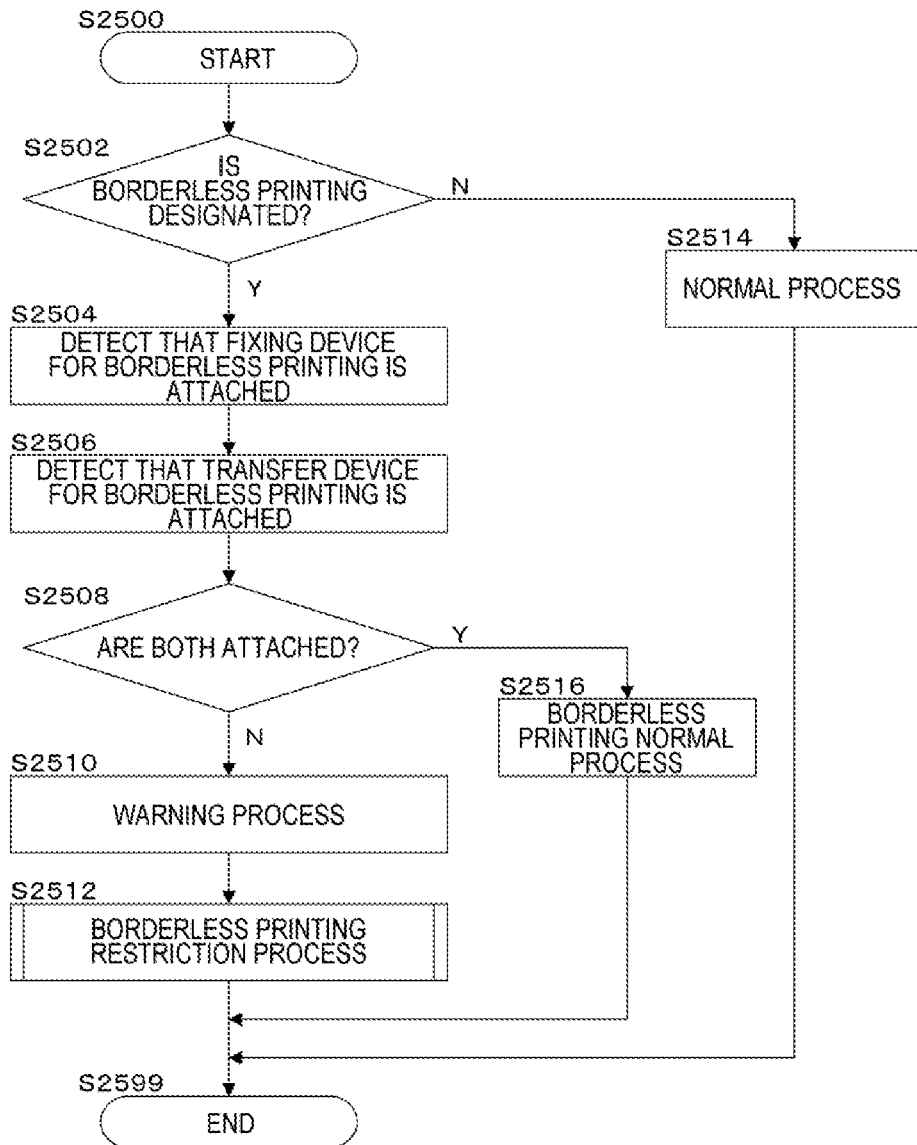 S2500
START
S2502
IS
BORDERLESS PRINTING
DESIGNATED?
N
Y
S2514
NORMAL PROCESS
S2504
DETECT THAT FIXING DEVICE
FOR BORDERLESS PRINTING IS
ATTACHED
S2506
DETECT THAT TRANSFER DEVICE
FOR BORDERLESS PRINTING IS
ATTACHED
S2508
ARE BOTH ATTACHED?
Y
N
S2516
BORDERLESS
PRINTING NORMAL
PROCESS
S2510
WARNING PROCESS
S2512
BORDERLESS PRINTING
RESTRICTION PROCESS
S2599
END